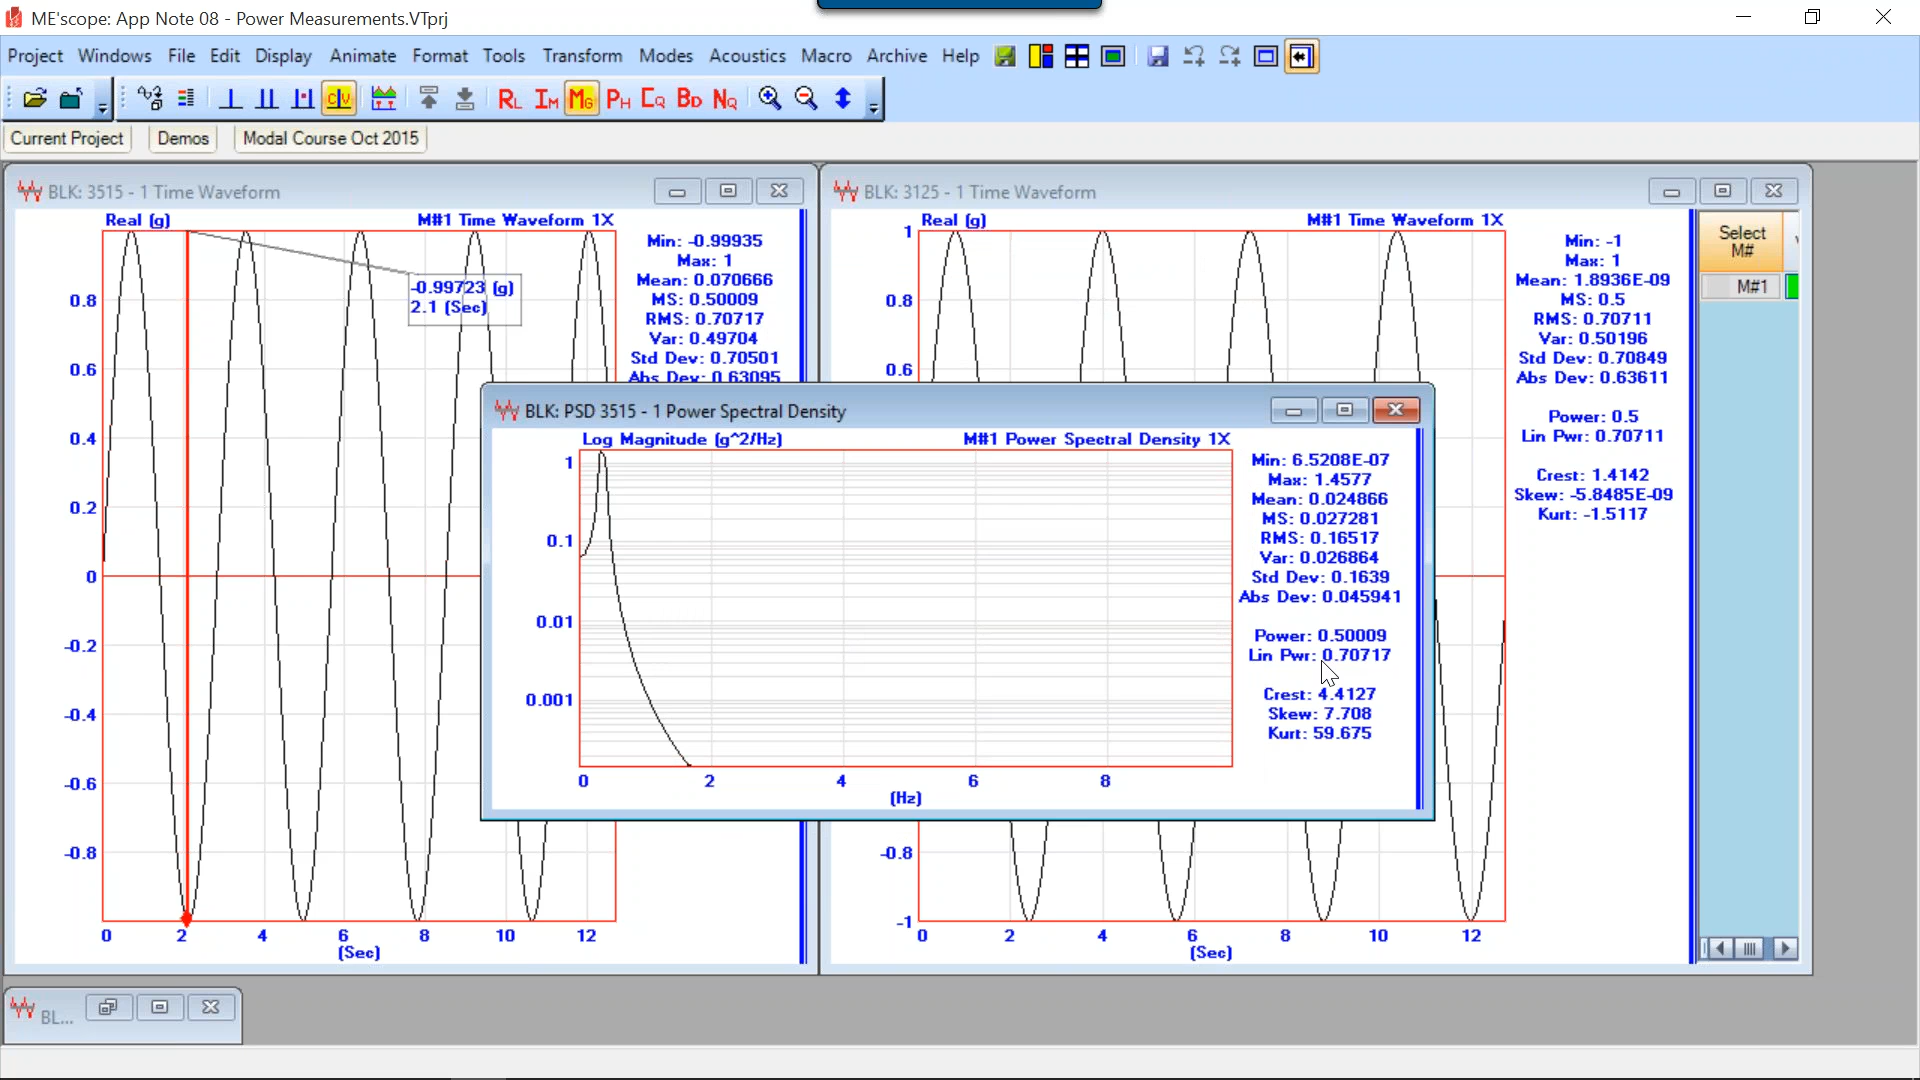 ME'scope: App Note 08 - Power Measurements.VTprj
Project Windows File Edit Display Animate Format Tools Transform Modes Acoustics Macro Archive Help
C|V RL IM MG PH CQ BD NQ
Current Project Demos Modal Course Oct 2015
BLK: 3515 - 1 Time Waveform
Real (g) M#1 Time Waveform 1X
0.8
0.6
0.4
0.2
0
-0.2
-0.4
-0.6
-0.8
0 2 4 6 8 10 12
(Sec)
-0.99723 (g)
2.1 (Sec)
Min: -0.99935
Max: 1
Mean: 0.070666
MS: 0.50009
RMS: 0.70717
Var: 0.49704
Std Dev: 0.70501
Abs Dev: 0.63095
BLK: 3125 - 1 Time Waveform
Real (g) M#1 Time Waveform 1X
1
0.8
0.6
-0.8
-1
0 2 4 6 8 10 12
(Sec)
Min: -1
Max: 1
Mean: 1.8936E-09
MS: 0.5
RMS: 0.70711
Var: 0.50196
Std Dev: 0.70849
Abs Dev: 0.63611
Power: 0.5
Lin Pwr: 0.70711
Crest: 1.4142
Skew: -5.8485E-09
Kurt: -1.5117
Select
M#
M#1
BLK: PSD 3515 - 1 Power Spectral Density
Log Magnitude (g^2/Hz) M#1 Power Spectral Density 1X
1
0.1
0.01
0.001
0 2 4 6 8
(Hz)
Min: 6.5208E-07
Max: 1.4577
Mean: 0.024866
MS: 0.027281
RMS: 0.16517
Var: 0.026864
Std Dev: 0.1639
Abs Dev: 0.045941
Power: 0.50009
Lin Pwr: 0.70717
Crest: 4.4127
Skew: 7.708
Kurt: 59.675
BL...